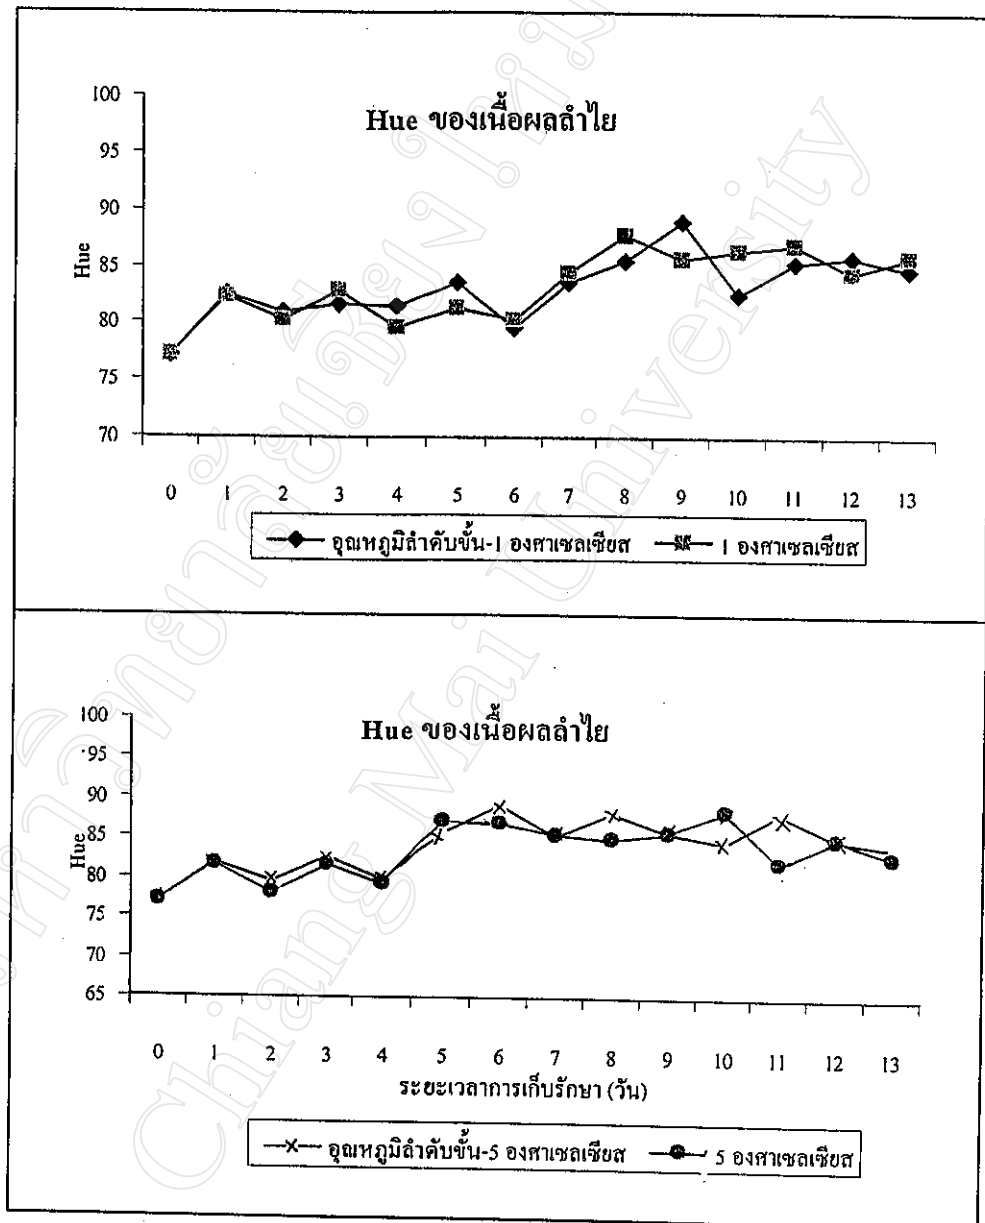 Hue ของเนื้อผลลำไย
100
95
90
85
80
75
70
Hue
0 1 2 3 4 5 6 7 8 9 10 11 12 13
อุณหภูมิลำดับขั้น-1 องศาเซลเซียส 1 องศาเซลเซียส
Hue ของเนื้อผลลำไย
100
95
90
85
80
75
70
65
Hue
0 1 2 3 4 5 6 7 8 9 10 11 12 13
ระยะเวลาการเก็บรักษา (วัน)
อุณหภูมิลำดับขั้น-5 องศาเซลเซียส 5 องศาเซลเซียส
Chiang Mai University